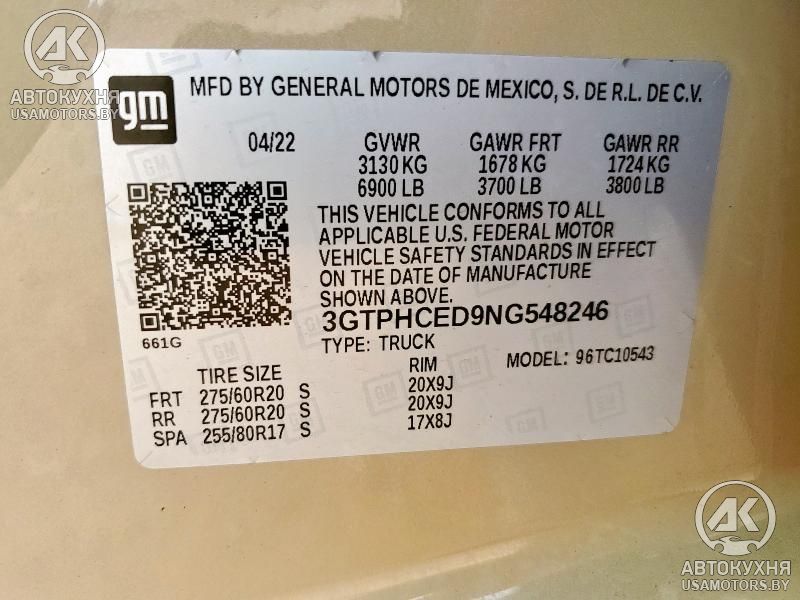 AK
АВТОКУХНЯ
USAMOTORS.BY
gm
MFD BY GENERAL MOTORS DE MEXICO, S. DE R.L. DE C.V.
04/22 GVWR GAWR FRT GAWR RR
3130 KG 1678 KG 1724 KG
6900 LB 3700 LB 3800 LB
THIS VEHICLE CONFORMS TO ALL
APPLICABLE U.S. FEDERAL MOTOR
VEHICLE SAFETY STANDARDS IN EFFECT
ON THE DATE OF MANUFACTURE
SHOWN ABOVE.
661G
3GTPHCED9NG548246
TYPE: TRUCK
MODEL: 96TC10543
TIRE SIZE RIM
FRT 275/60R20 S 20X9J
RR 275/60R20 S 20X9J
SPA 255/80R17 S 17X8J
AK
АВТОКУХНЯ
USAMOTORS.BY